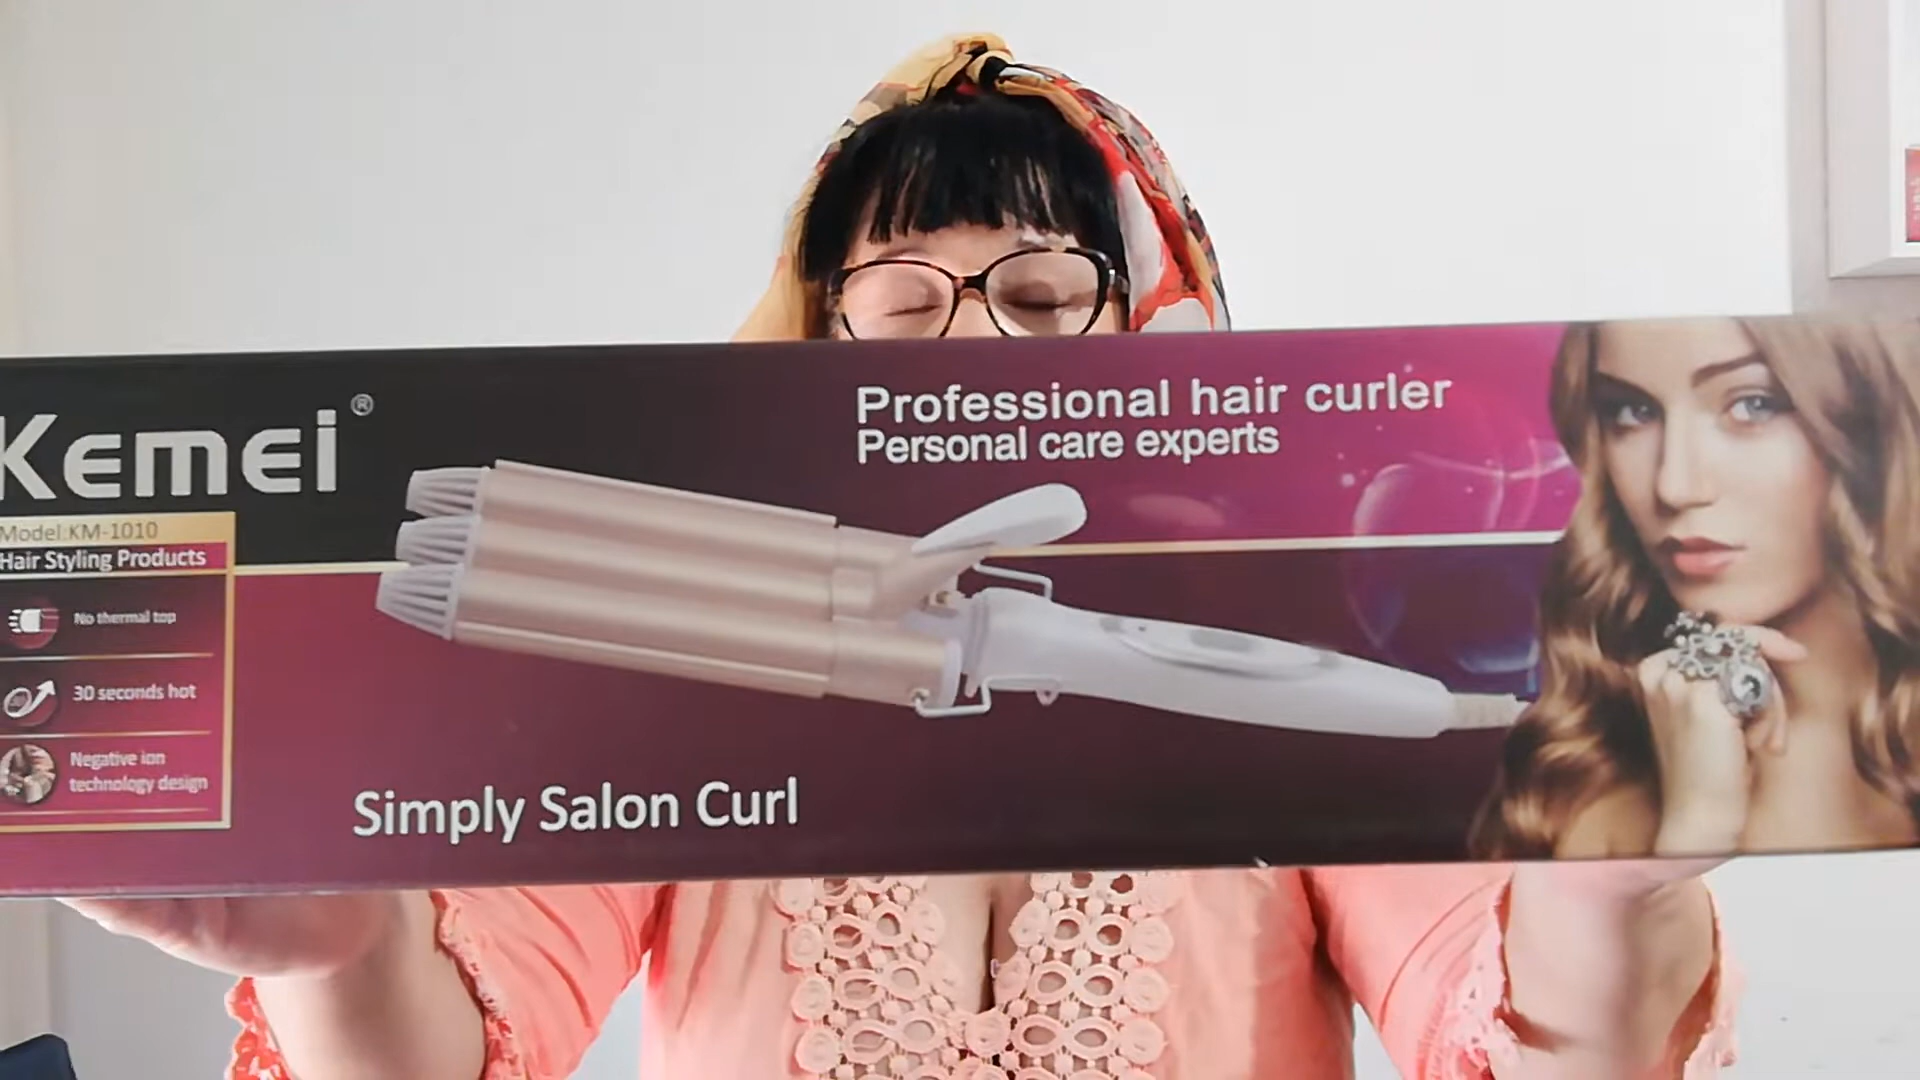 Kemei®
Model:KM-1010
Hair Styling Products
No thermal top
30 seconds hot
Negative ion
technology design
Professional hair curler
Personal care experts
Simply Salon Curl